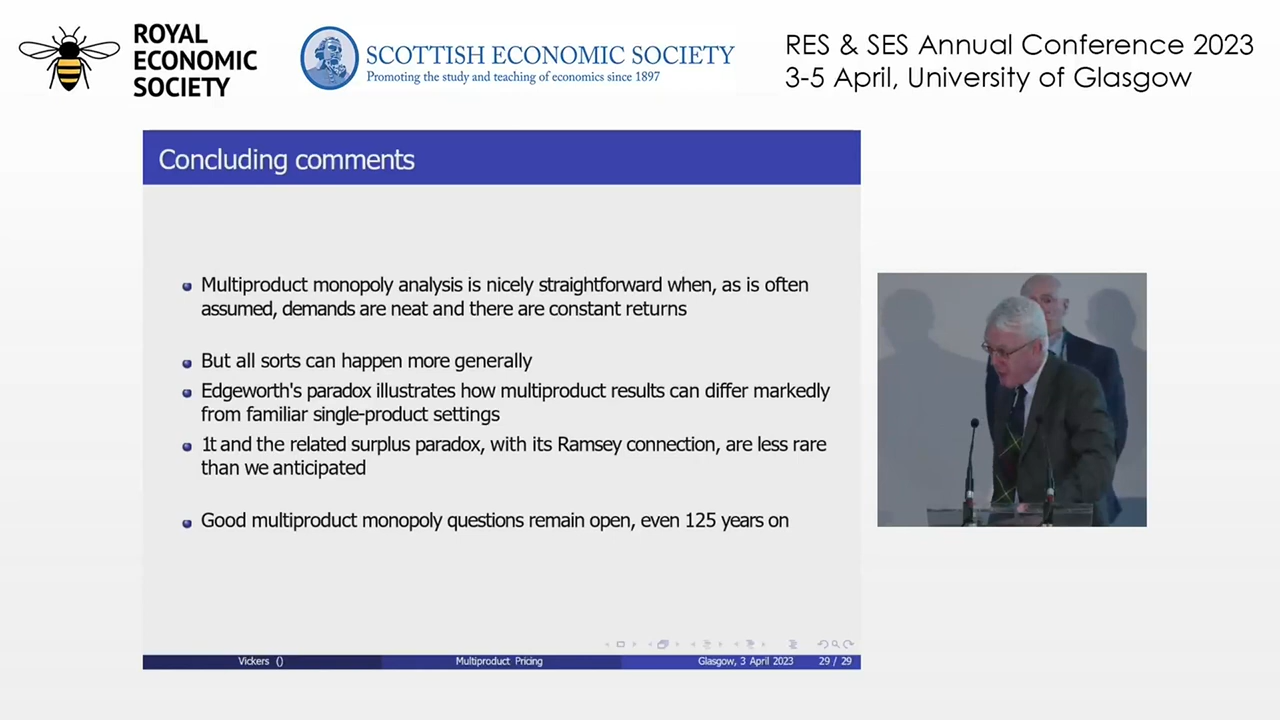 ROYAL
ECONOMIC
SOCIETY
SCOTTISH ECONOMIC SOCIETY
Promoting the study and teaching of economics since 1897
RES & SES Annual Conference 2023
3-5 April, University of Glasgow
Concluding comments
Multiproduct monopoly analysis is nicely straightforward when, as is often
assumed, demands are neat and there are constant returns
But all sorts can happen more generally
Edgeworth's paradox illustrates how multiproduct results can differ markedly
from familiar single-product settings
1t and the related surplus paradox, with its Ramsey connection, are less rare
than we anticipated
Good multiproduct monopoly questions remain open, even 125 years on
Vickers () Multiproduct Pricing Glasgow, 3 April 2023 29 / 29